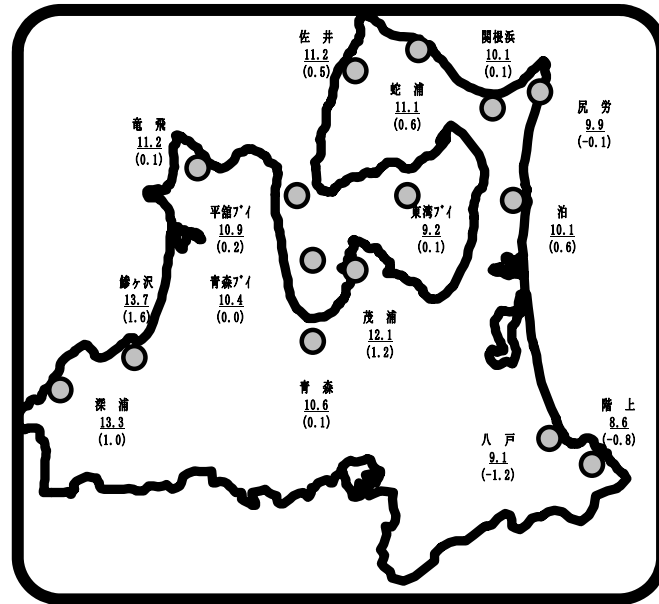 佐 井
11.2
(0.5)
関根浜
10.1
(0.1)
蛇 浦
11.1
(0.6)
尻 労
9.9
(-0.1)
竜 飛
11.2
(0.1)
平舘ﾌﾞｲ
10.9
(0.2)
東湾ﾌﾞｲ
9.2
(0.1)
泊
10.1
(0.6)
鰺ヶ沢
13.7
(1.6)
青森ﾌﾞｲ
10.4
(0.0)
茂 浦
12.1
(1.2)
青 森
10.6
(0.1)
深 浦
13.3
(1.0)
階 上
8.6
(-0.8)
八 戸
9.1
(-1.2)